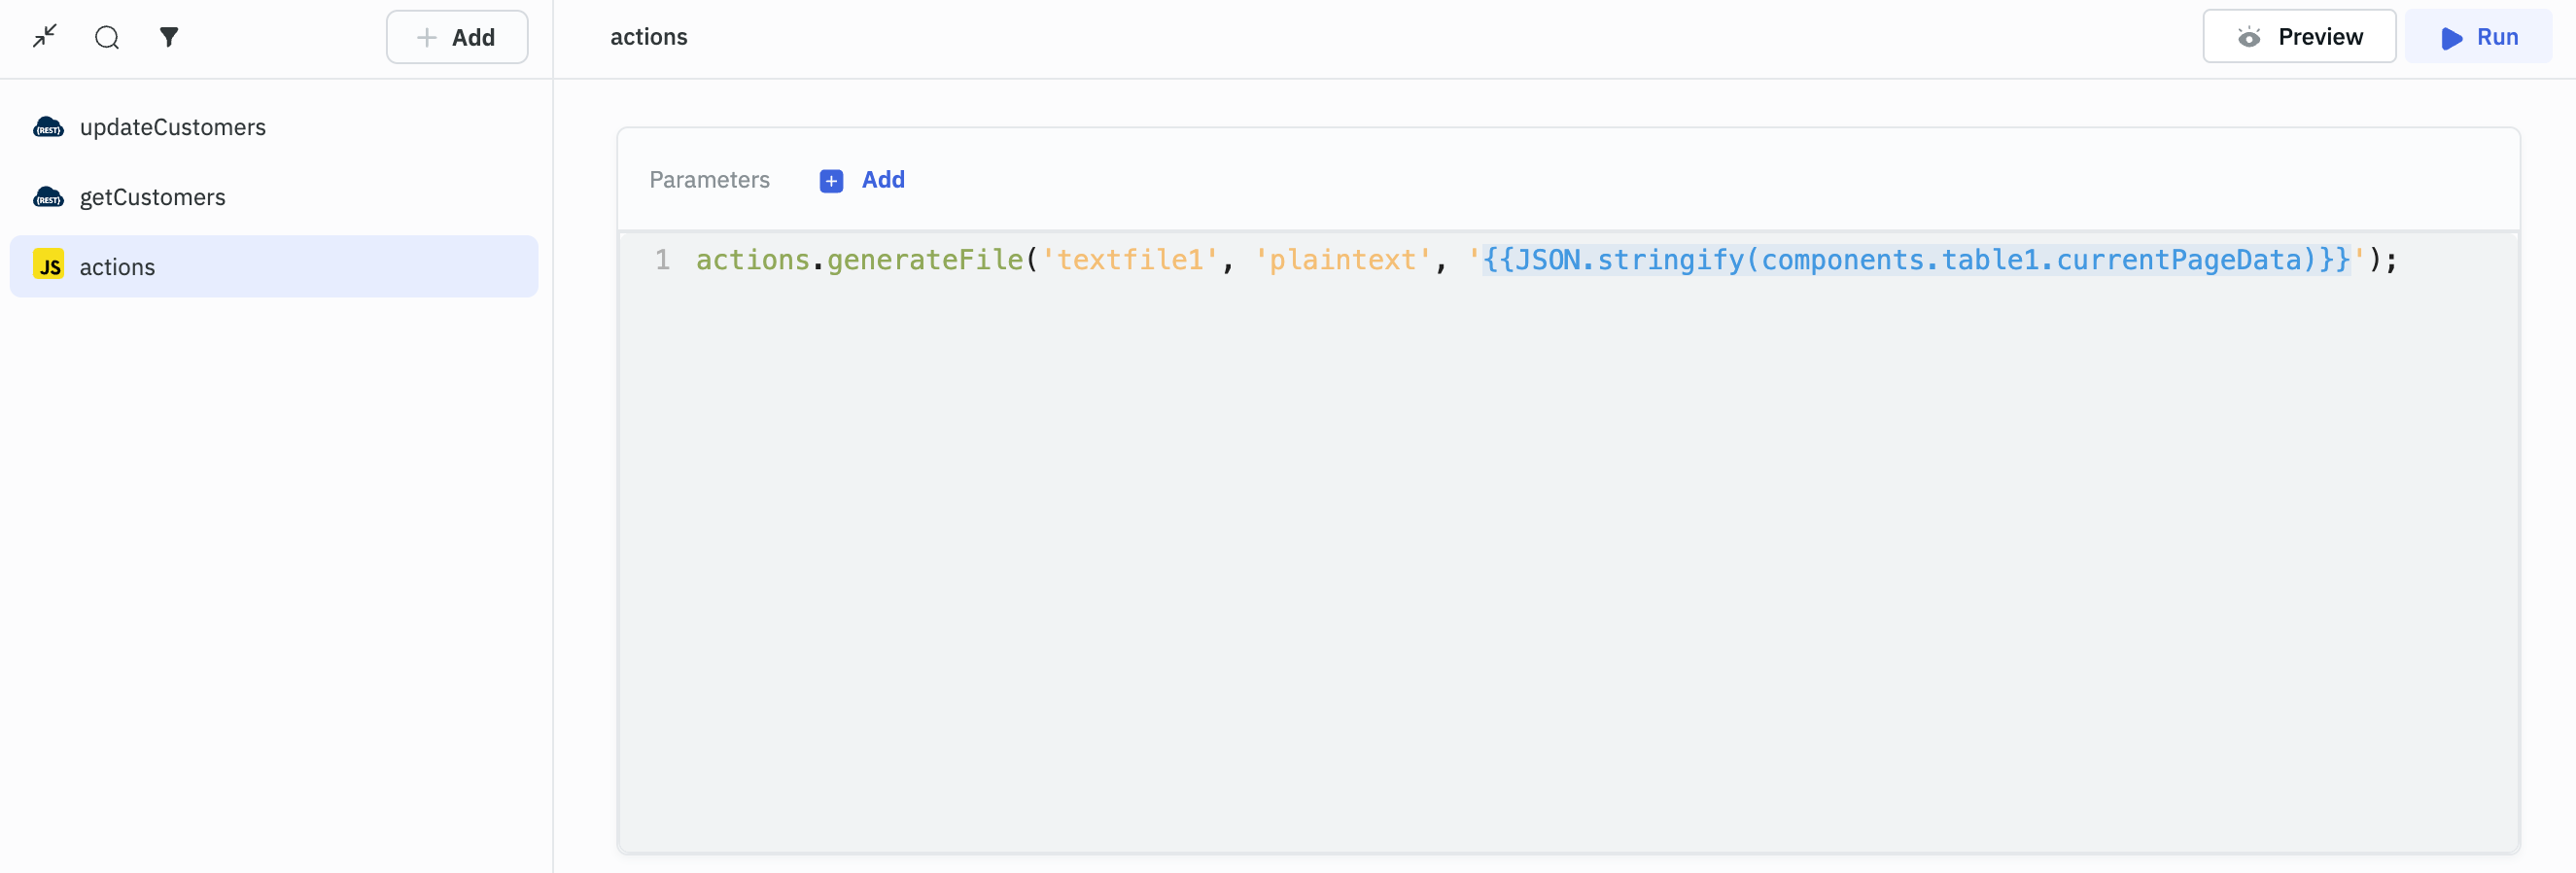 Add
actions
Preview
Run
{REST} updateCustomers
{REST} getCustomers
JS actions
Parameters
Add
1 actions.generateFile('textfile1', 'plaintext', '{{JSON.stringify(components.table1.currentPageData)}}');